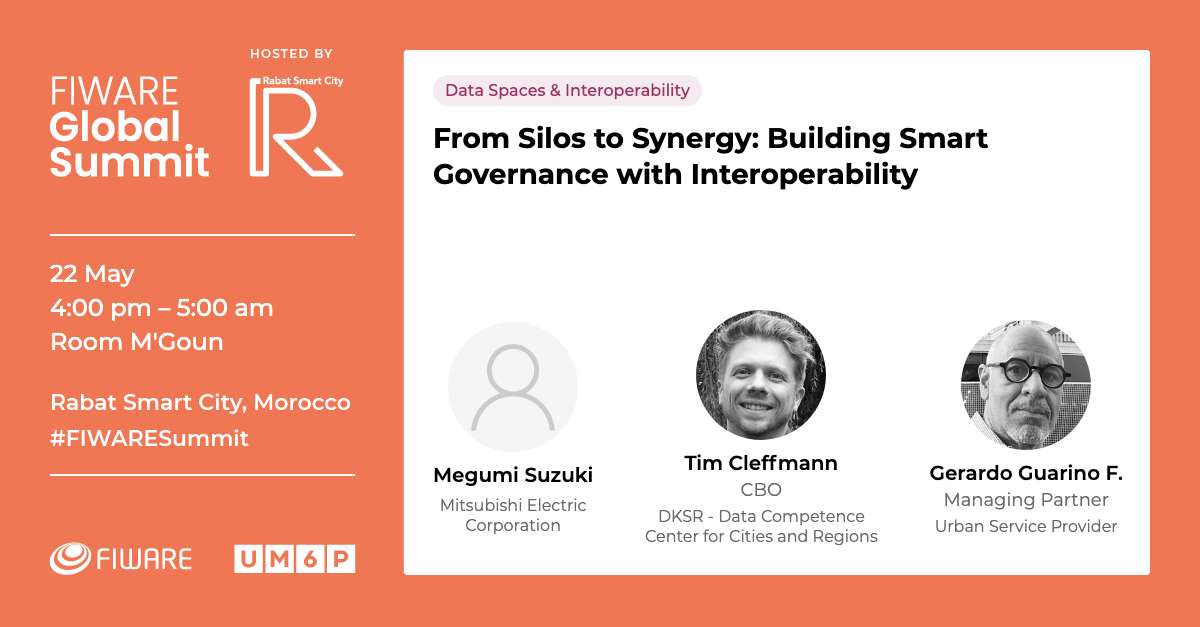 HOSTED BY
FIWARE
Global
Summit
Rabat Smart City
R
22 May
4:00 pm – 5:00 am
Room M'Goun
Rabat Smart City, Morocco
#FIWARESummit
FIWARE
UM6P
Data Spaces & Interoperability
From Silos to Synergy: Building Smart
Governance with Interoperability
Megumi Suzuki
Mitsubishi Electric
Corporation
Tim Cleffmann
CBO
DKSR - Data Competence
Center for Cities and Regions
Gerardo Guarino F.
Managing Partner
Urban Service Provider